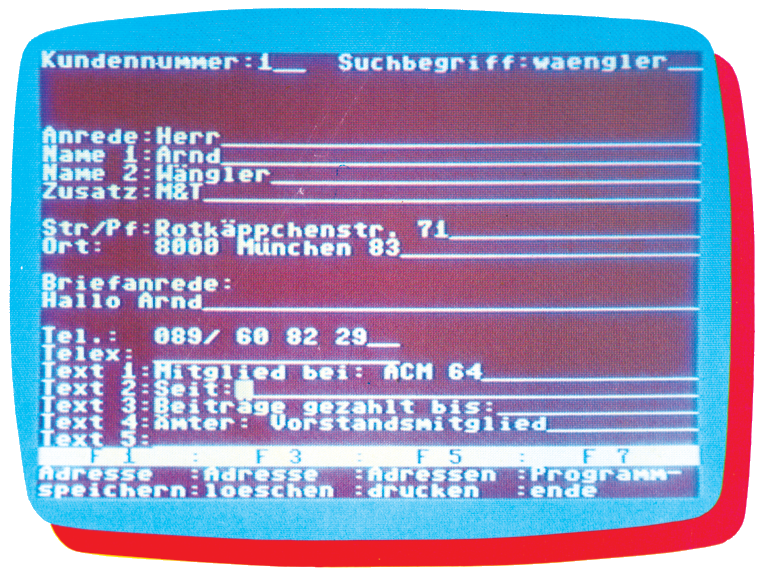 Kundennummer:1__ Suchbegriff:waengler__
Anrede:Herr
Name 1:Arnd
Name 2:Wängler
Zusatz:M&T
Str/Pf:Rotkäppchenstr. 71
Ort: 8000 München 83
Briefanrede:
Hallo Arnd
Tel.: 089/ 60 82 29__
Telex:
Text 1:Mitglied bei: ACM 64
Text 2:Seit:
Text 3:Beiträge gezahlt bis:
Text 4:Ämter: Vorstandsmitglied
Text 5:
F 1 : F 3 : F 5 : F 7
Adresse :Adresse :Adressen :Programm-
speichern:loeschen :drucken :ende